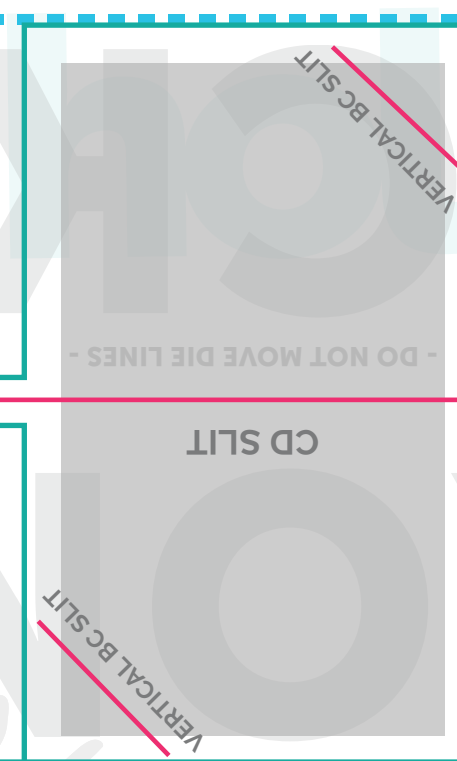 VERTICAL BC SLIT
CD SLIT
- DO NOT MOVE DIE LINES -
VERTICAL BC SLIT